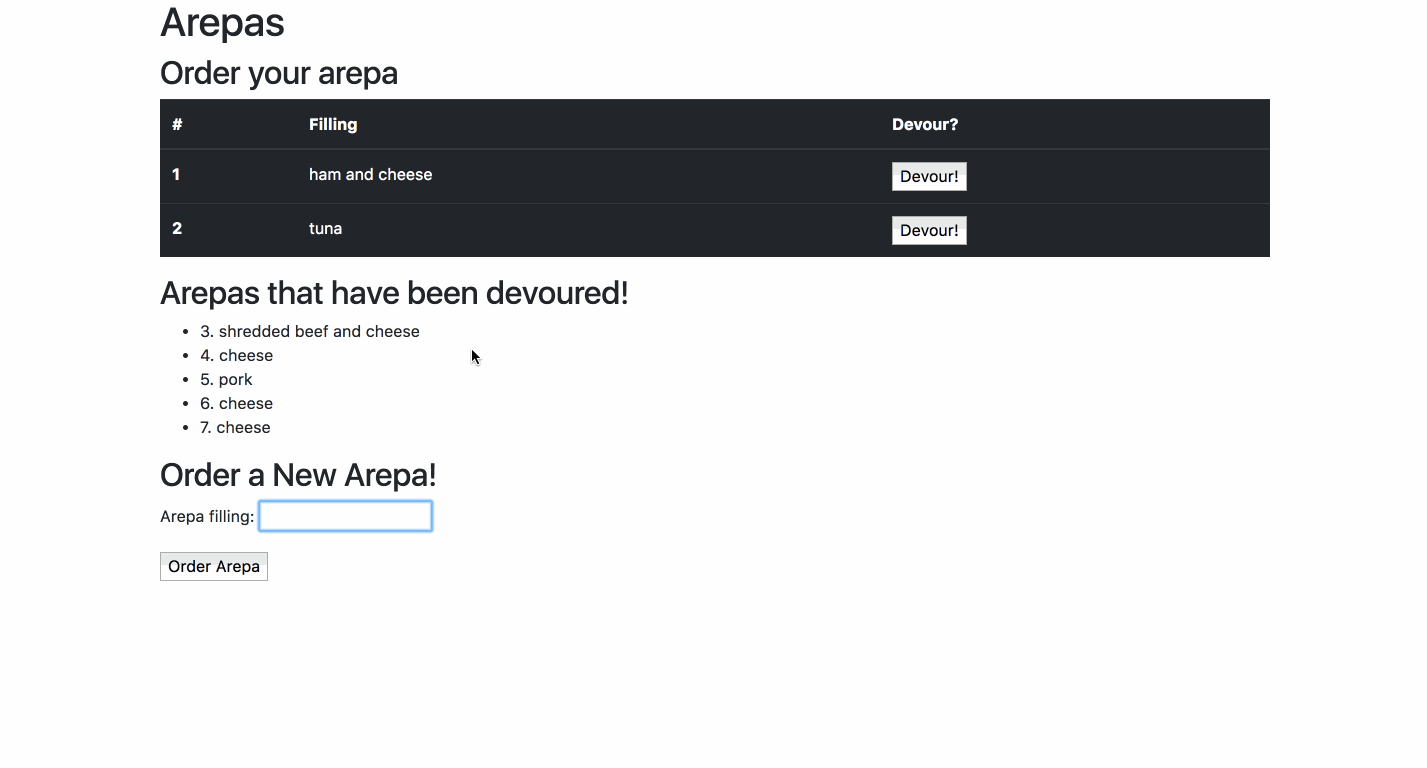 Arepas
Order your arepa
# Filling Devour?
1 ham and cheese Devour!
2 tuna Devour!
Arepas that have been devoured!
• 3. shredded beef and cheese
• 4. cheese
• 5. pork
• 6. cheese
• 7. cheese
Order a New Arepa!
Arepa filling:
Order Arepa